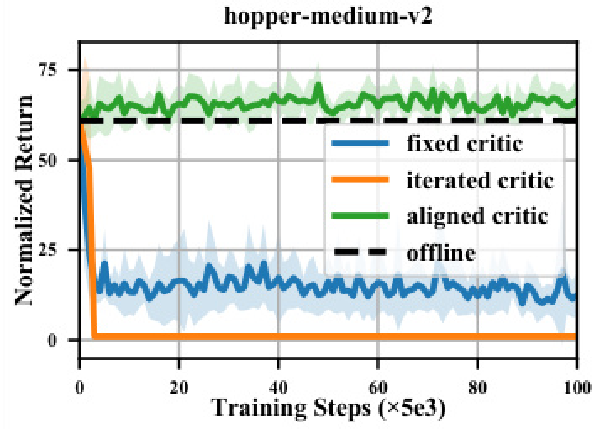 hopper-medium-v2
Normalized Return
75
50
25
0
fixed critic
iterated critic
aligned critic
offline
0 20 40 60 80 100
Training Steps (×5e3)